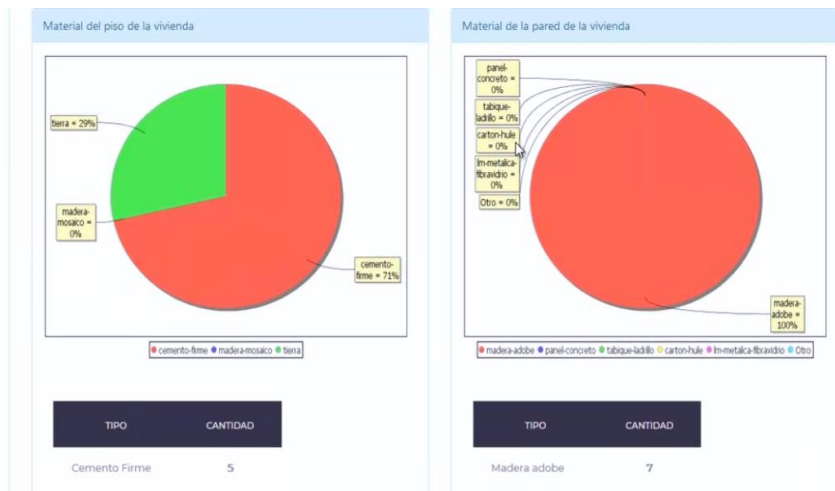 Material del piso de la vivienda
tierra = 29%
madera-
mosaico =
0%
cemento-
firme = 71%
cemento-firme madera-mosaico tierra
TIPO CANTIDAD
Cemento Firme 5
Material de la pared de la vivienda
panel-
concreto =
0%
tabique-
ladrillo = 0%
carton-hule
= 0%
lm-metalica-
fibravidrio =
0%
Otro = 0%
madera-
adobe =
100%
madera-adobe panel-concreto tabique-ladrillo carton-hule lm-metalica-fibravidrio Otro
TIPO CANTIDAD
Madera adobe 7